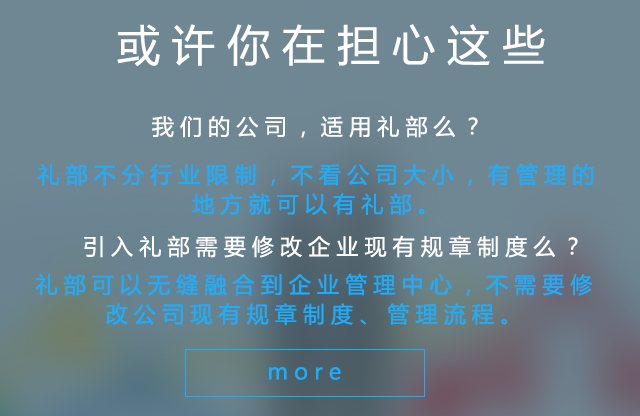 或许你在担心这些
我们的公司，适用礼部么？
礼部不分行业限制，不看公司大小，有管理的
地方就可以有礼部。
引入礼部需要修改企业现有规章制度么？
礼部可以无缝融合到企业管理中心，不需要修
改公司现有规章制度、管理流程。
more